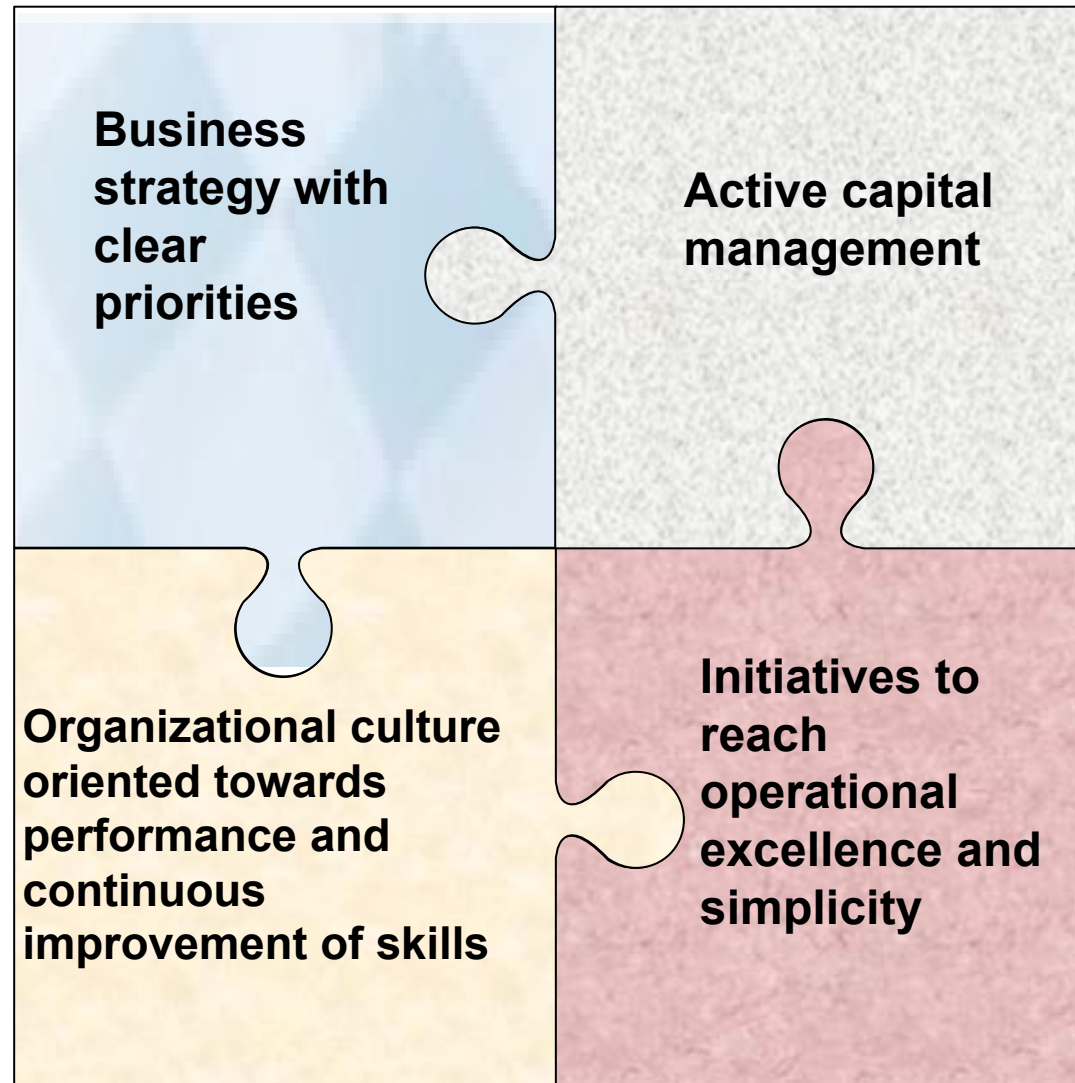 Business
strategy with
clear
priorities
Active capital
management
Organizational culture
oriented towards
performance and
continuous
improvement of skills
Initiatives to
reach
operational
excellence and
simplicity